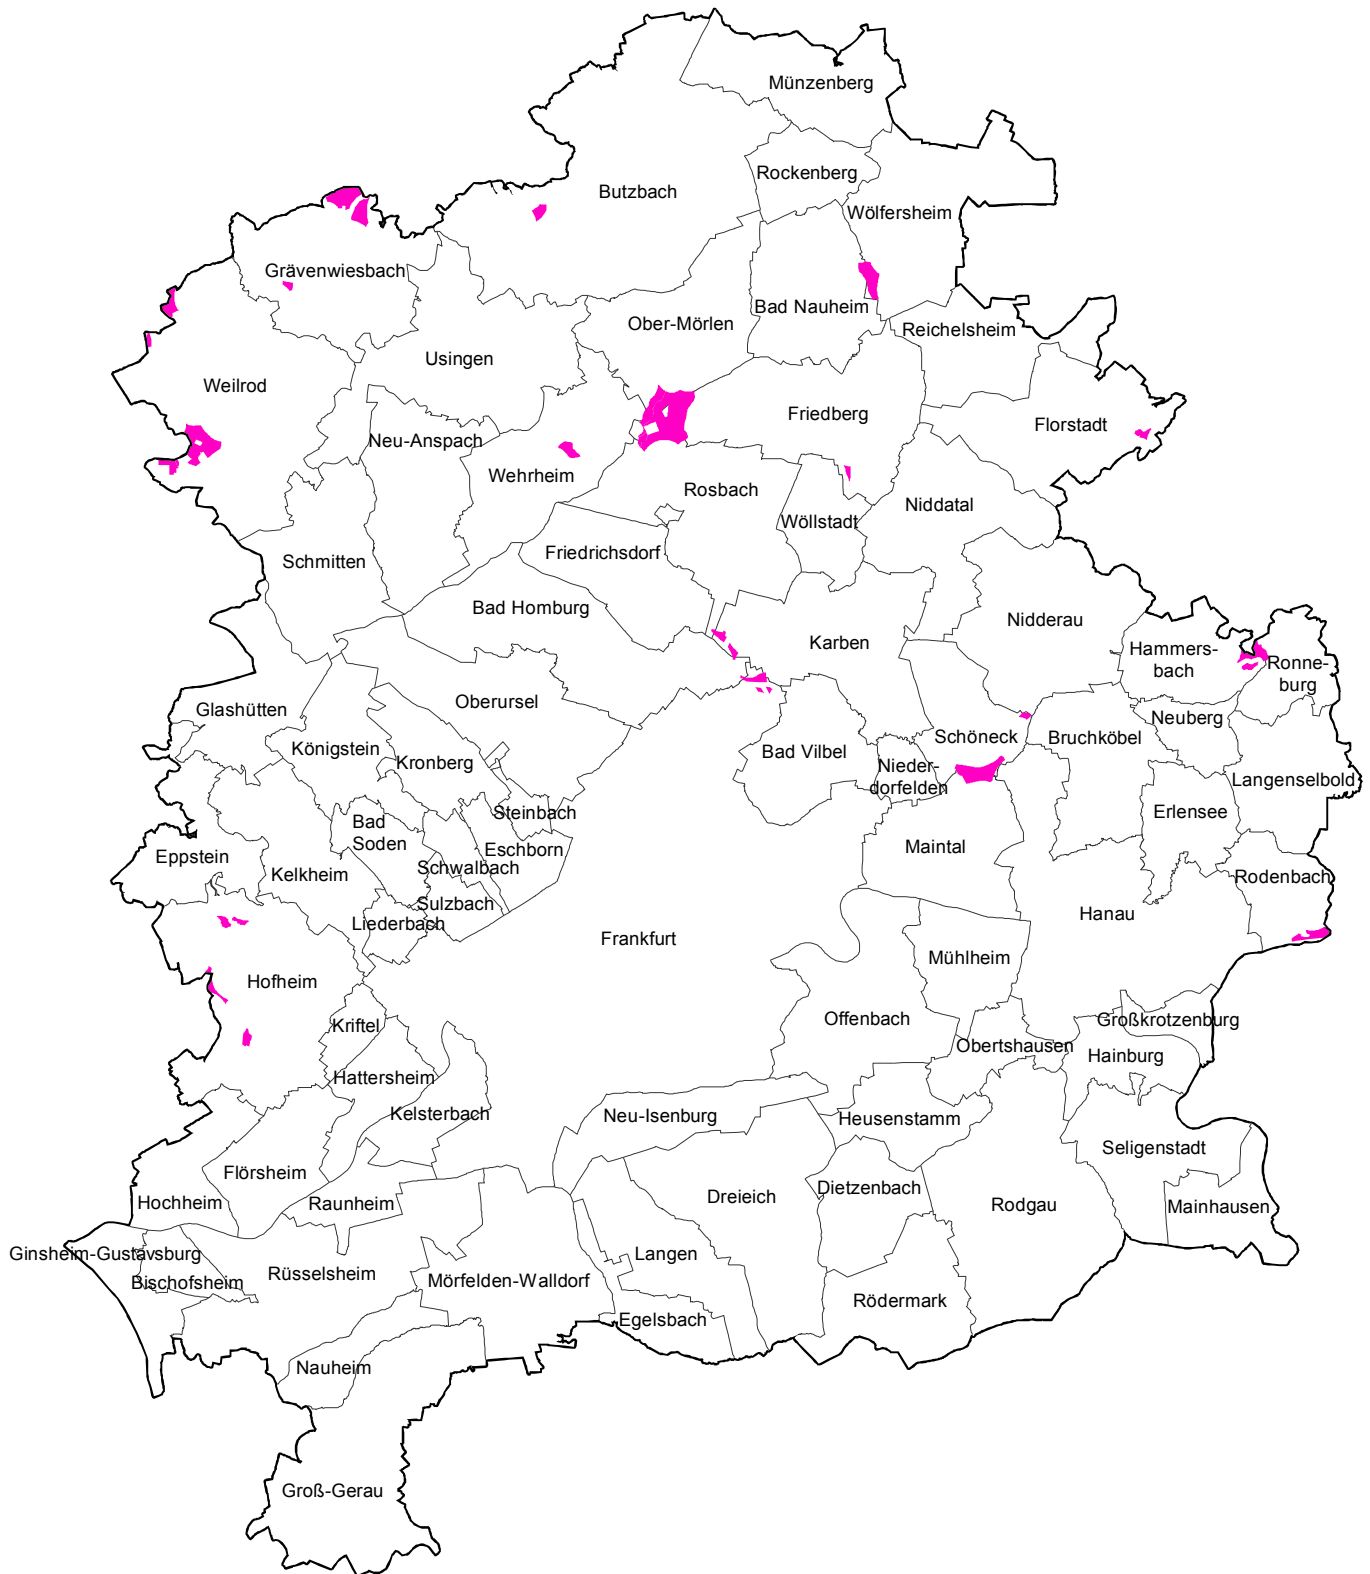 Münzenberg
Rockenberg
Butzbach
Wölfersheim
Grävenwiesbach
Bad Nauheim
Ober-Mörlen
Reichelsheim
Usingen
Weilrod
Friedberg
Florstadt
Neu-Anspach
Wehrheim
Rosbach
Niddatal
Wöllstadt
Friedrichsdorf
Schmitten
Bad Homburg
Nidderau
Karben
Hammers-
bach
Ronne-
burg
Oberursel
Glashütten
Neuberg
Schöneck
Bruchköbel
Königstein
Bad Vilbel
Kronberg
Nieder-
dorfelden
Langenselbold
Steinbach
Erlensee
Bad
Soden
Maintal
Eschborn
Eppstein
Schwalbach
Kelkheim
Rodenbach
Sulzbach
Hanau
Liederbach
Frankfurt
Mühlheim
Hofheim
Offenbach
Großkrotzenburg
Kriftel
Obertshausen
Hainburg
Hattersheim
Kelsterbach
Neu-Isenburg
Heusenstamm
Seligenstadt
Flörsheim
Dietzenbach
Dreieich
Hochheim
Raunheim
Rodgau
Mainhausen
Ginsheim-Gustavsburg
Langen
Rüsselsheim
Bischofsheim
Mörfelden-Walldorf
Rödermark
Egelsbach
Nauheim
Groß-Gerau